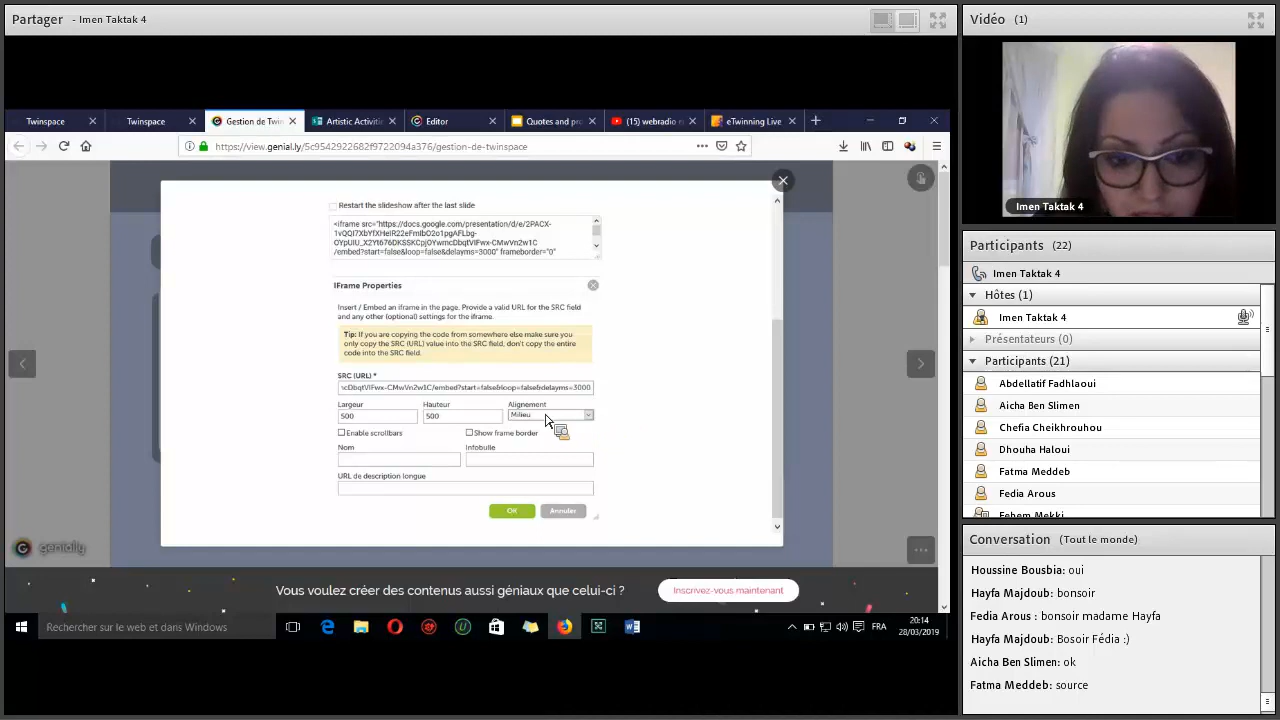 Partager - Imen Taktak 4
Twinspace
Twinspace
Gestion de Twin
Artistic Activitie
Editor
Quotes and pro
(15) webradio r
eTwinning Live
https://view.genial.ly/5c9542922682f9722094a376/gestion-de-twinspace
Restart the slideshow after the last slide
<iframe src="https://docs.google.com/presentation/d/e/2PACX-
/embed?start=false&loop=false&delayms=3000" frameborder="0"
IFrame Properties
Insert / Embed an iframe in the page. Provide a valid URL for the SRC field
and any other (optional) settings for the iframe.
Tip: If you are copying the code from somewhere else make sure you
only copy the SRC (URL) value into the SRC field, don't copy the entire
code into the SRC field.
SRC (URL) *
:cDbqtVIFwx-CMwVn2w1C/embed?start=false&loop=false&delayms=3000
Largeur Hauteur Alignement
500 500 Milieu
Enable scrollbars Show frame border
Nom Infobulle
URL de description longue
OK Annuler
genially
Vous voulez créer des contenus aussi géniaux que celui-ci ? Inscrivez-vous maintenant
Rechercher sur le web et dans Windows
FRA
20:14
28/03/2019
Vidéo (1)
Imen Taktak 4
Participants (22)
Imen Taktak 4
Hôtes (1)
Imen Taktak 4
Présentateurs (0)
Participants (21)
Abdellatif Fadhlaoui
Aicha Ben Slimen
Chefia Cheikhrouhou
Dhouha Haloui
Fatma Meddeb
Fedia Arous
Fehem Mekki
Conversation (Tout le monde)
Houssine Bousbia: oui
Hayfa Majdoub: bonsoir
Fedia Arous : bonsoir madame Hayfa
Hayfa Majdoub: Bosoir Fédia :)
Aicha Ben Slimen: ok
Fatma Meddeb: source